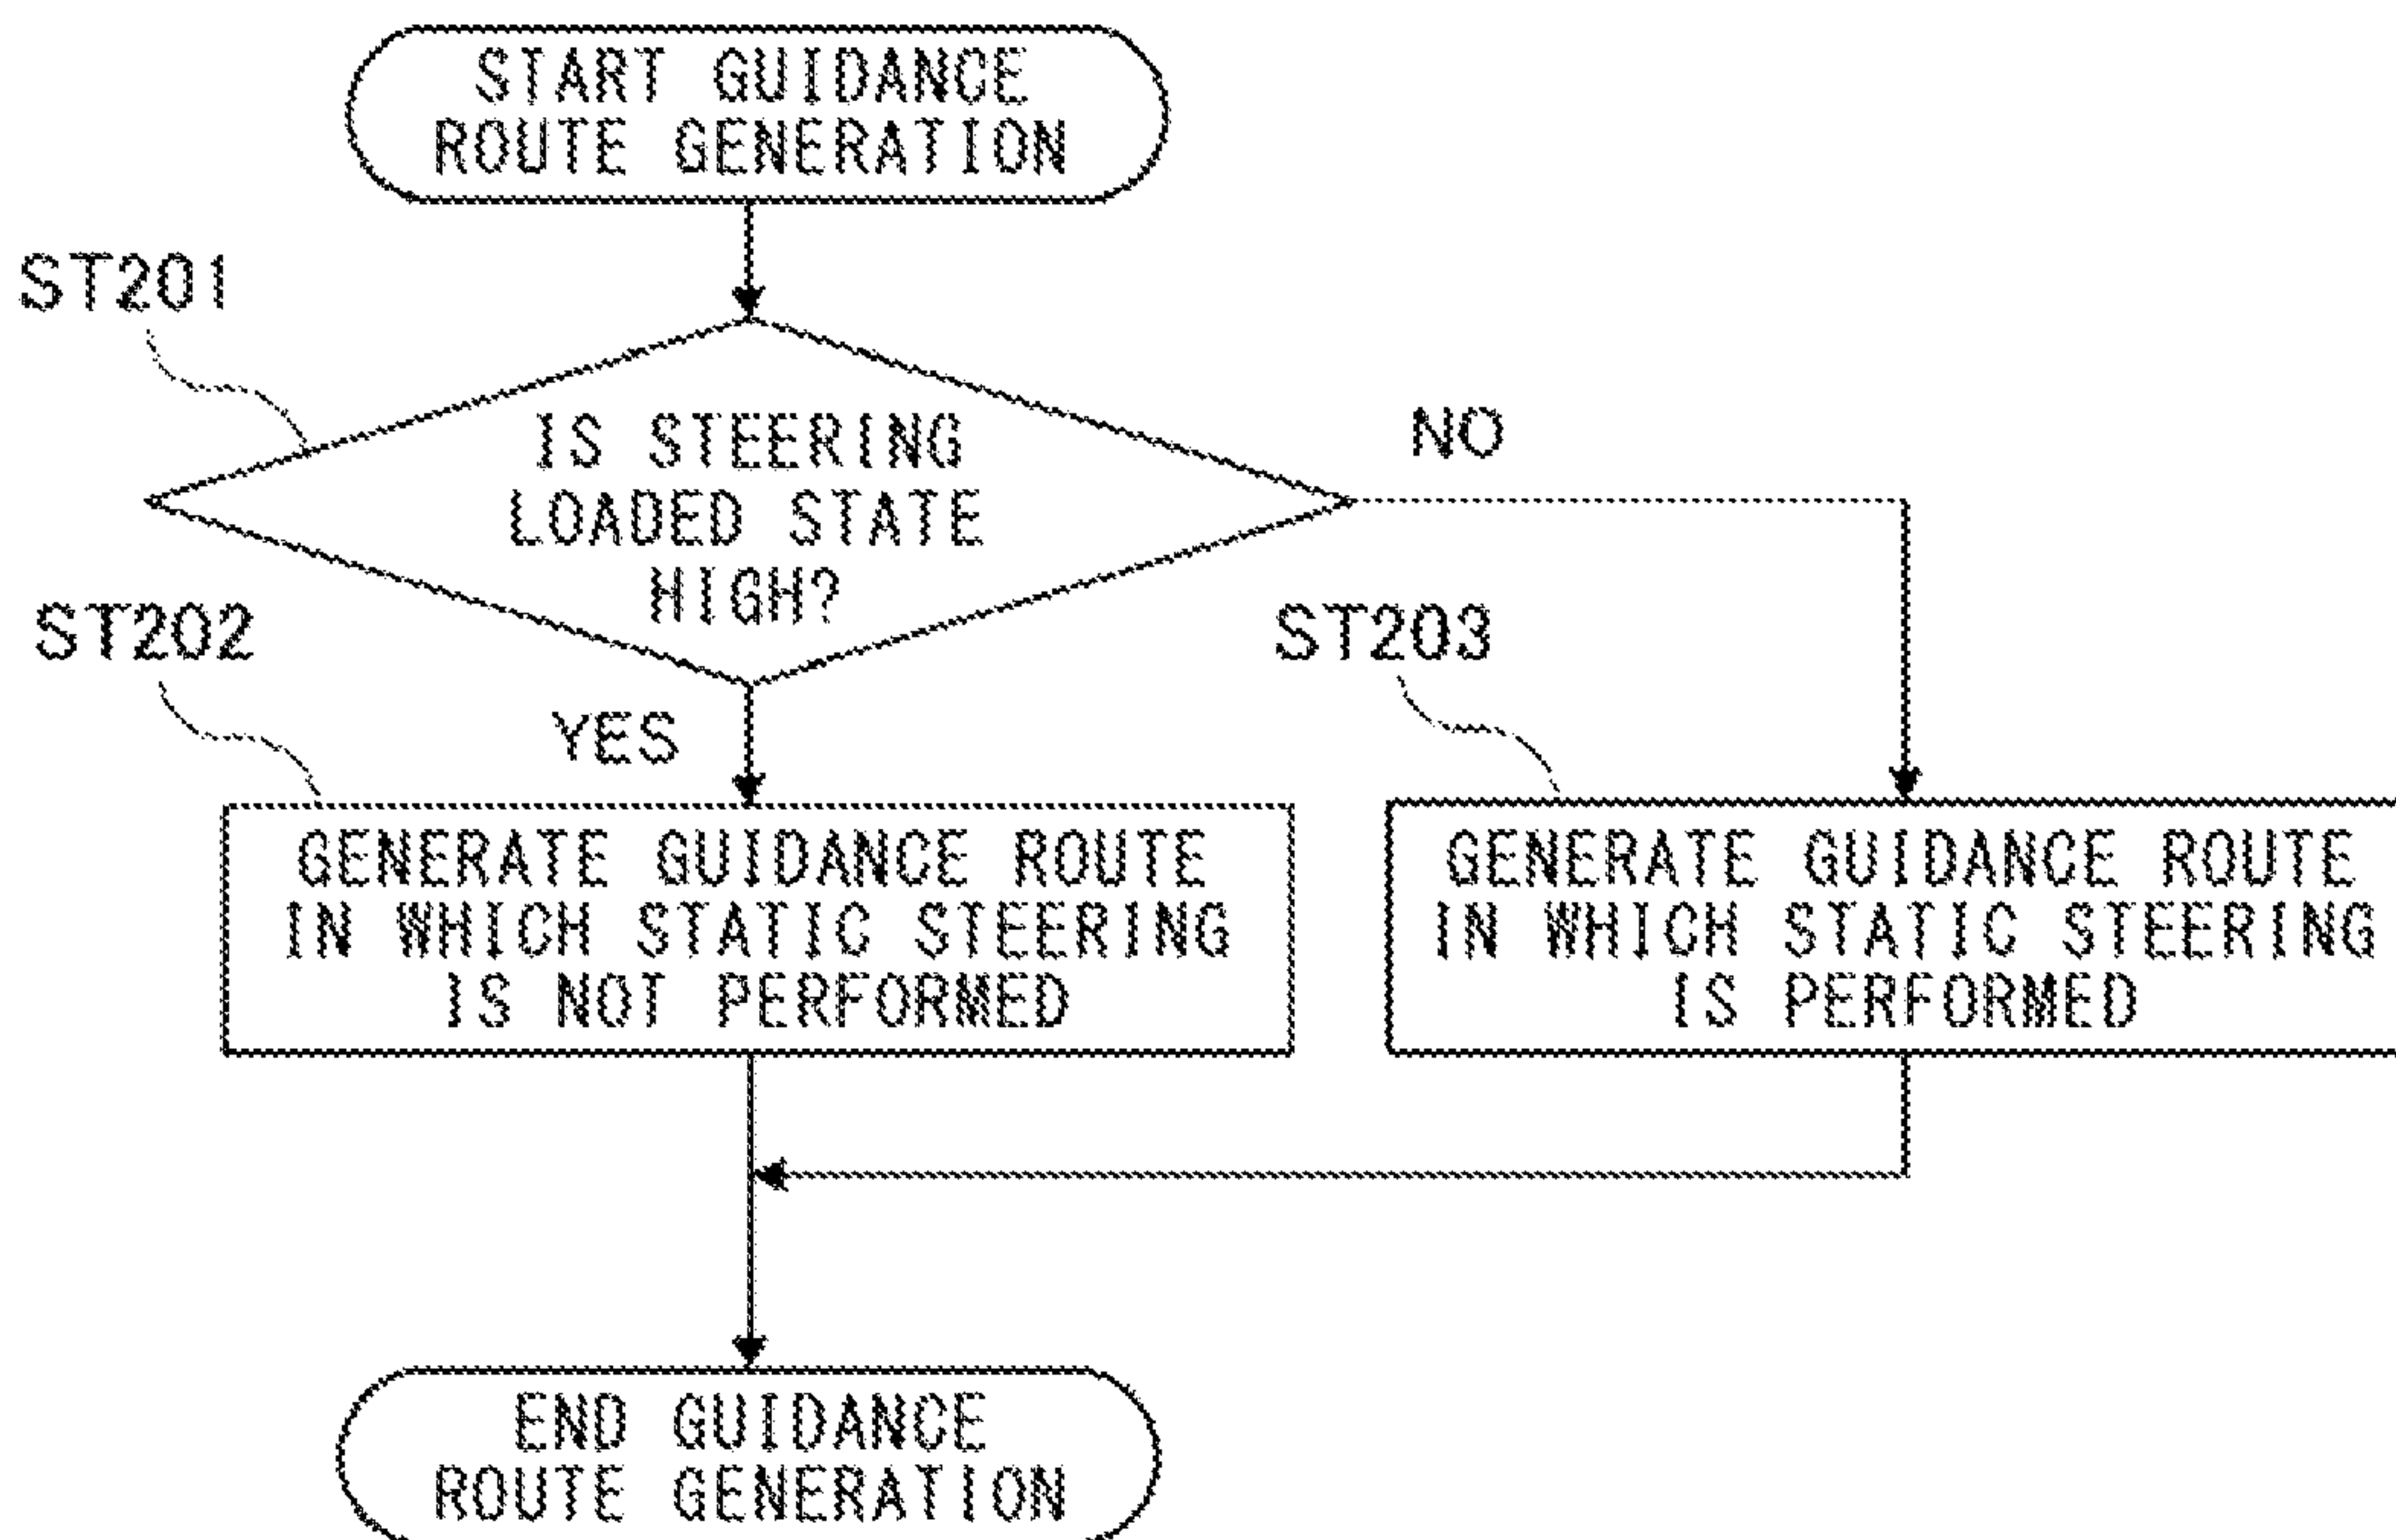 START GUIDANCE
ROUTE GENERATION
ST201
IS STEERING
LOADED STATE
HIGH?
NO
ST202
YES
ST203
GENERATE GUIDANCE ROUTE
IN WHICH STATIC STEERING
IS NOT PERFORMED
GENERATE GUIDANCE ROUTE
IN WHICH STATIC STEERING
IS PERFORMED
END GUIDANCE
ROUTE GENERATION